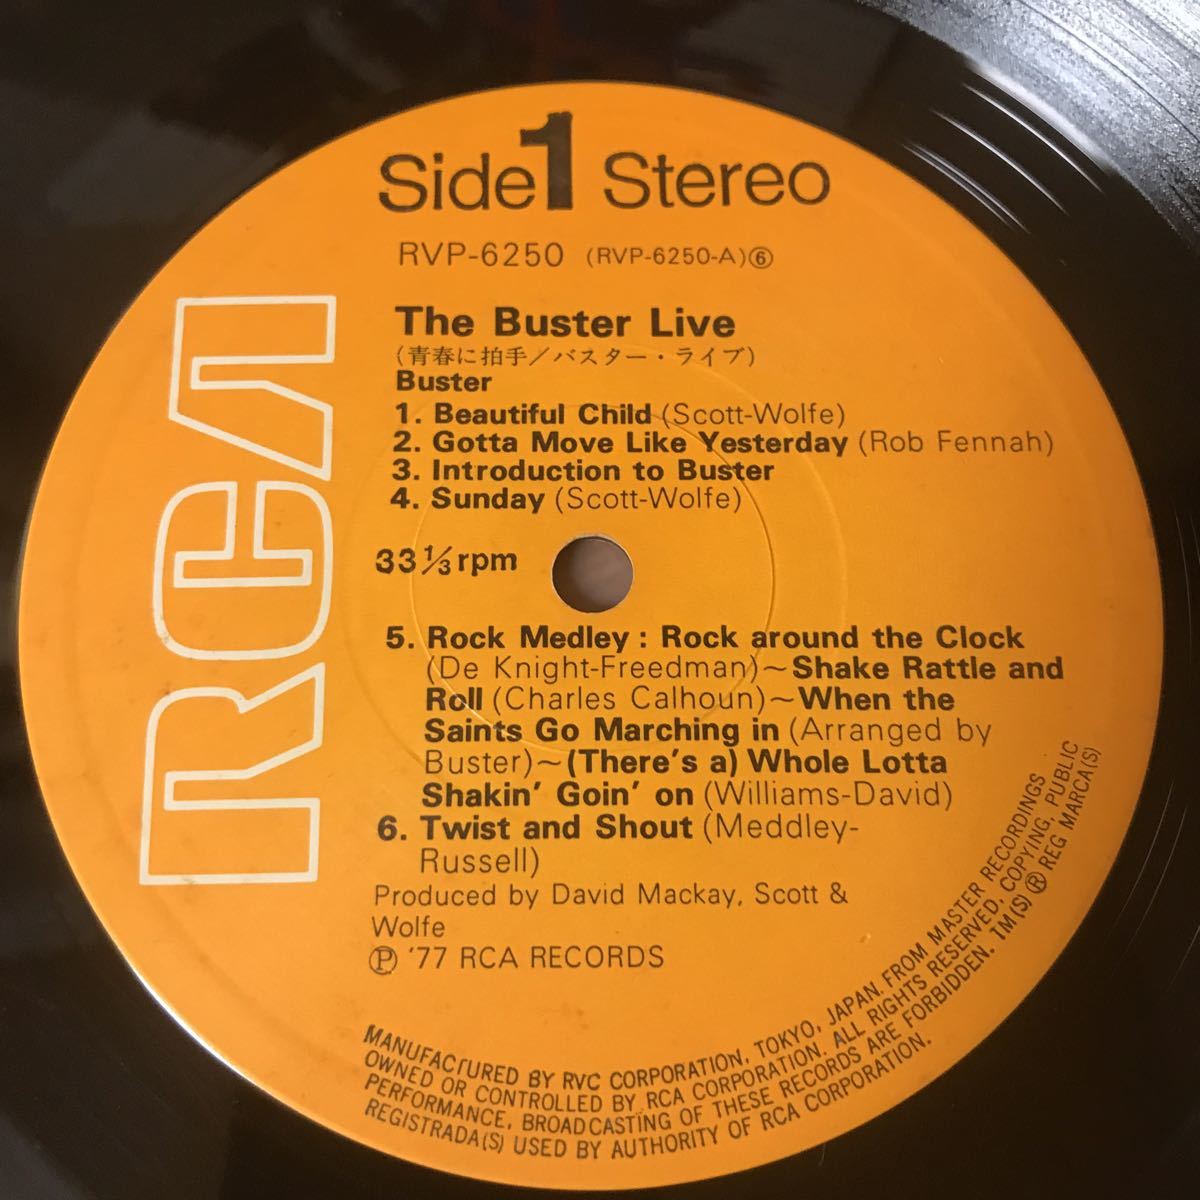 Side 1 Stereo
RVP-6250 (RVP-6250-A)⑥
RCA
The Buster Live
(青春に拍手/バスター・ライブ)
Buster
1. Beautiful Child (Scott-Wolfe)
2. Gotta Move Like Yesterday (Rob Fennah)
3. Introduction to Buster
4. Sunday (Scott-Wolfe)
33 ⅓ rpm
5. Rock Medley : Rock around the Clock
(De Knight-Freedman)~Shake Rattle and
Roll (Charles Calhoun)~When the
Saints Go Marching in (Arranged by
Buster)~(There's a) Whole Lotta
Shakin' Goin' on (Williams-David)
6. Twist and Shout (Meddley-
Russell)
Produced by David Mackay, Scott &
Wolfe
Ⓟ '77 RCA RECORDS
MANUFACTURED BY RVC CORPORATION, TOKYO, JAPAN. FROM MASTER RECORDINGS
OWNED OR CONTROLLED BY RCA CORPORATION. ALL RIGHTS RESERVED, COPYING, PUBLIC
PERFORMANCE, BROADCASTING OF THESE RECORDS ARE FORBIDDEN. TM(S) ® REG MARCA(S)
REGISTRADA(S) USED BY AUTHORITY OF RCA CORPORATION.